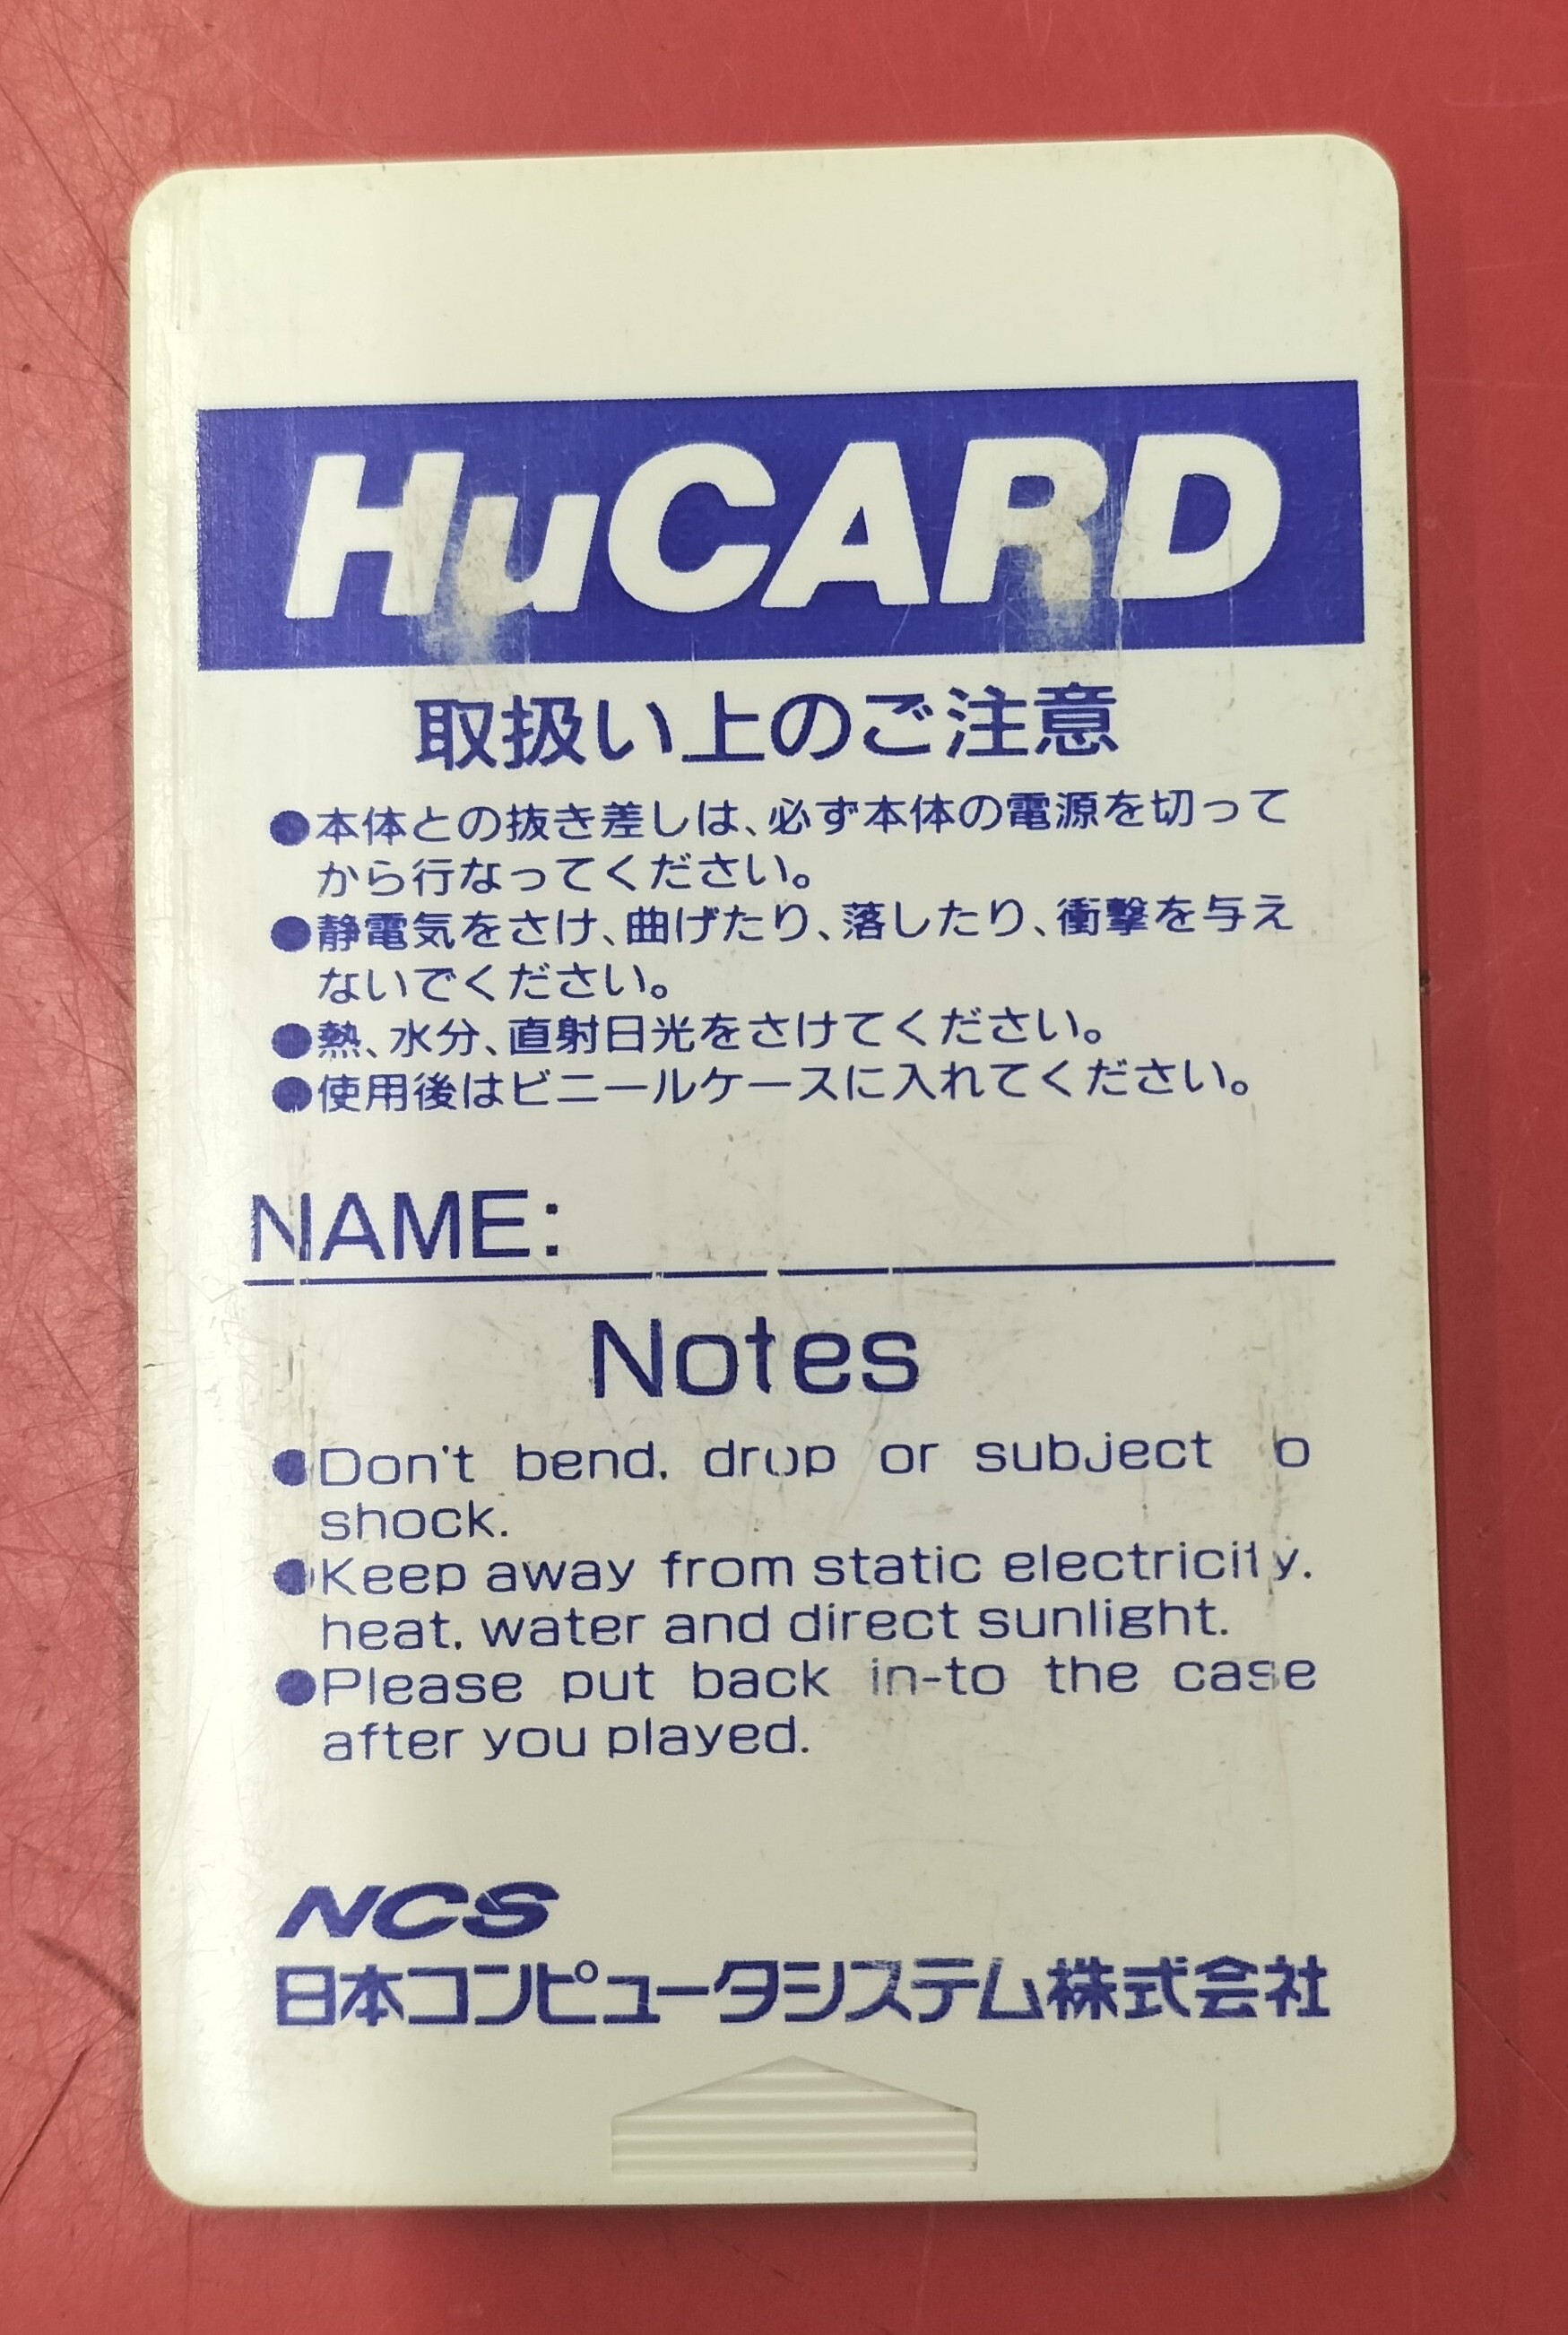 HuCARD
取扱い上のご注意
●本体との抜き差しは、必ず本体の電源を切って
から行なってください。
●静電気をさけ、曲げたり、落したり、衝撃を与え
ないでください。
●熱、水分、直射日光をさけてください。
●使用後はビニールケースに入れてください。
NAME:
Notes
●Don't bend, drop or subject to
shock.
●Keep away from static electricity,
heat, water and direct sunlight.
●Please put back in-to the case
after you played.
NCS
日本コンピュータシステム株式会社